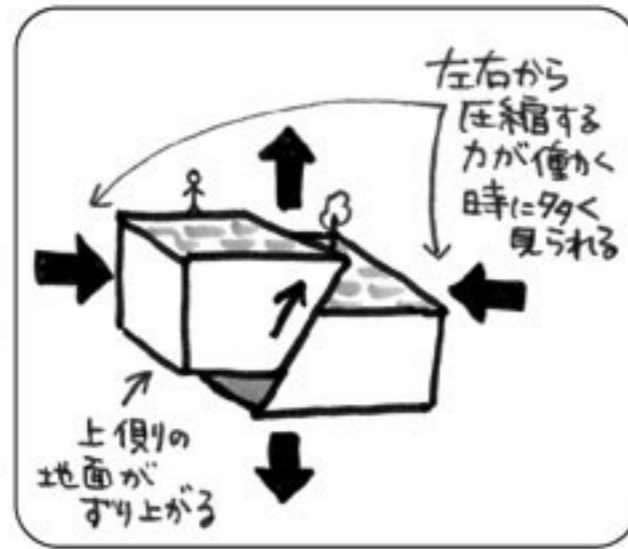 左右から
圧縮する
力が働く
時に多く
見られる
上側の
地面が
ずり上がる